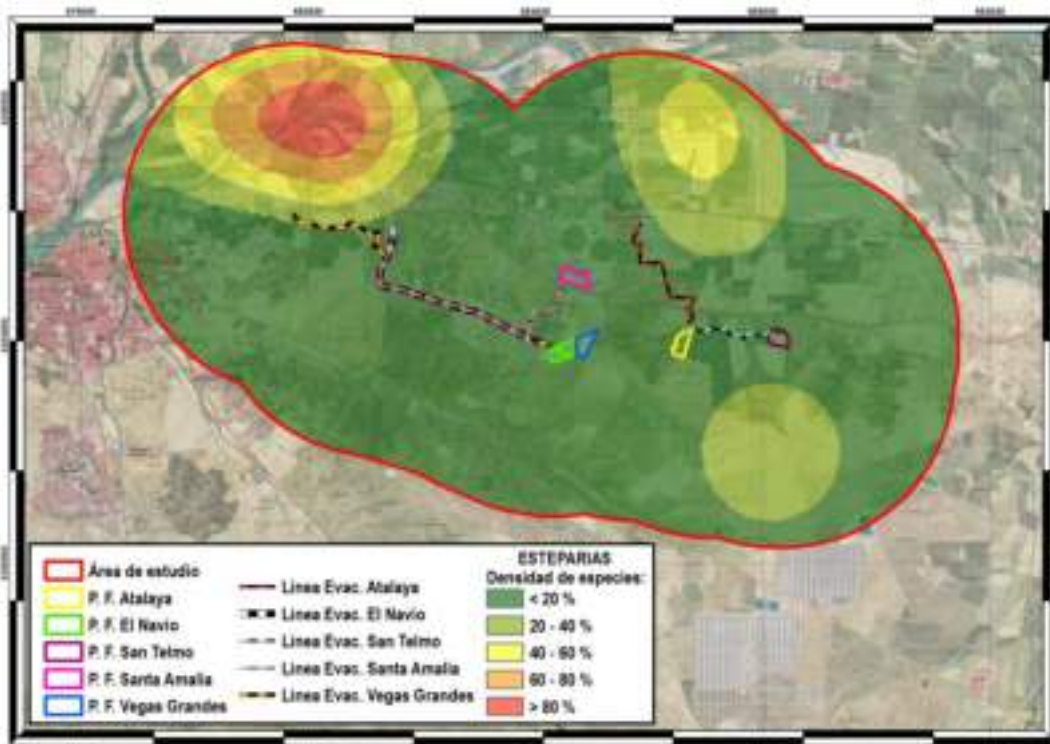 Área de estudio
P. F. Atalaya
P. F. El Navío
P. F. San Telmo
P. F. Santa Amalia
P. F. Vegas Grandes
Línea Evac. Atalaya
Línea Evac. El Navío
Línea Evac. San Telmo
Línea Evac. Santa Amalia
Línea Evac. Vegas Grandes
ESTEPARIAS
Densidad de especies:
< 20 %
20 - 40 %
40 - 60 %
60 - 80 %
> 80 %